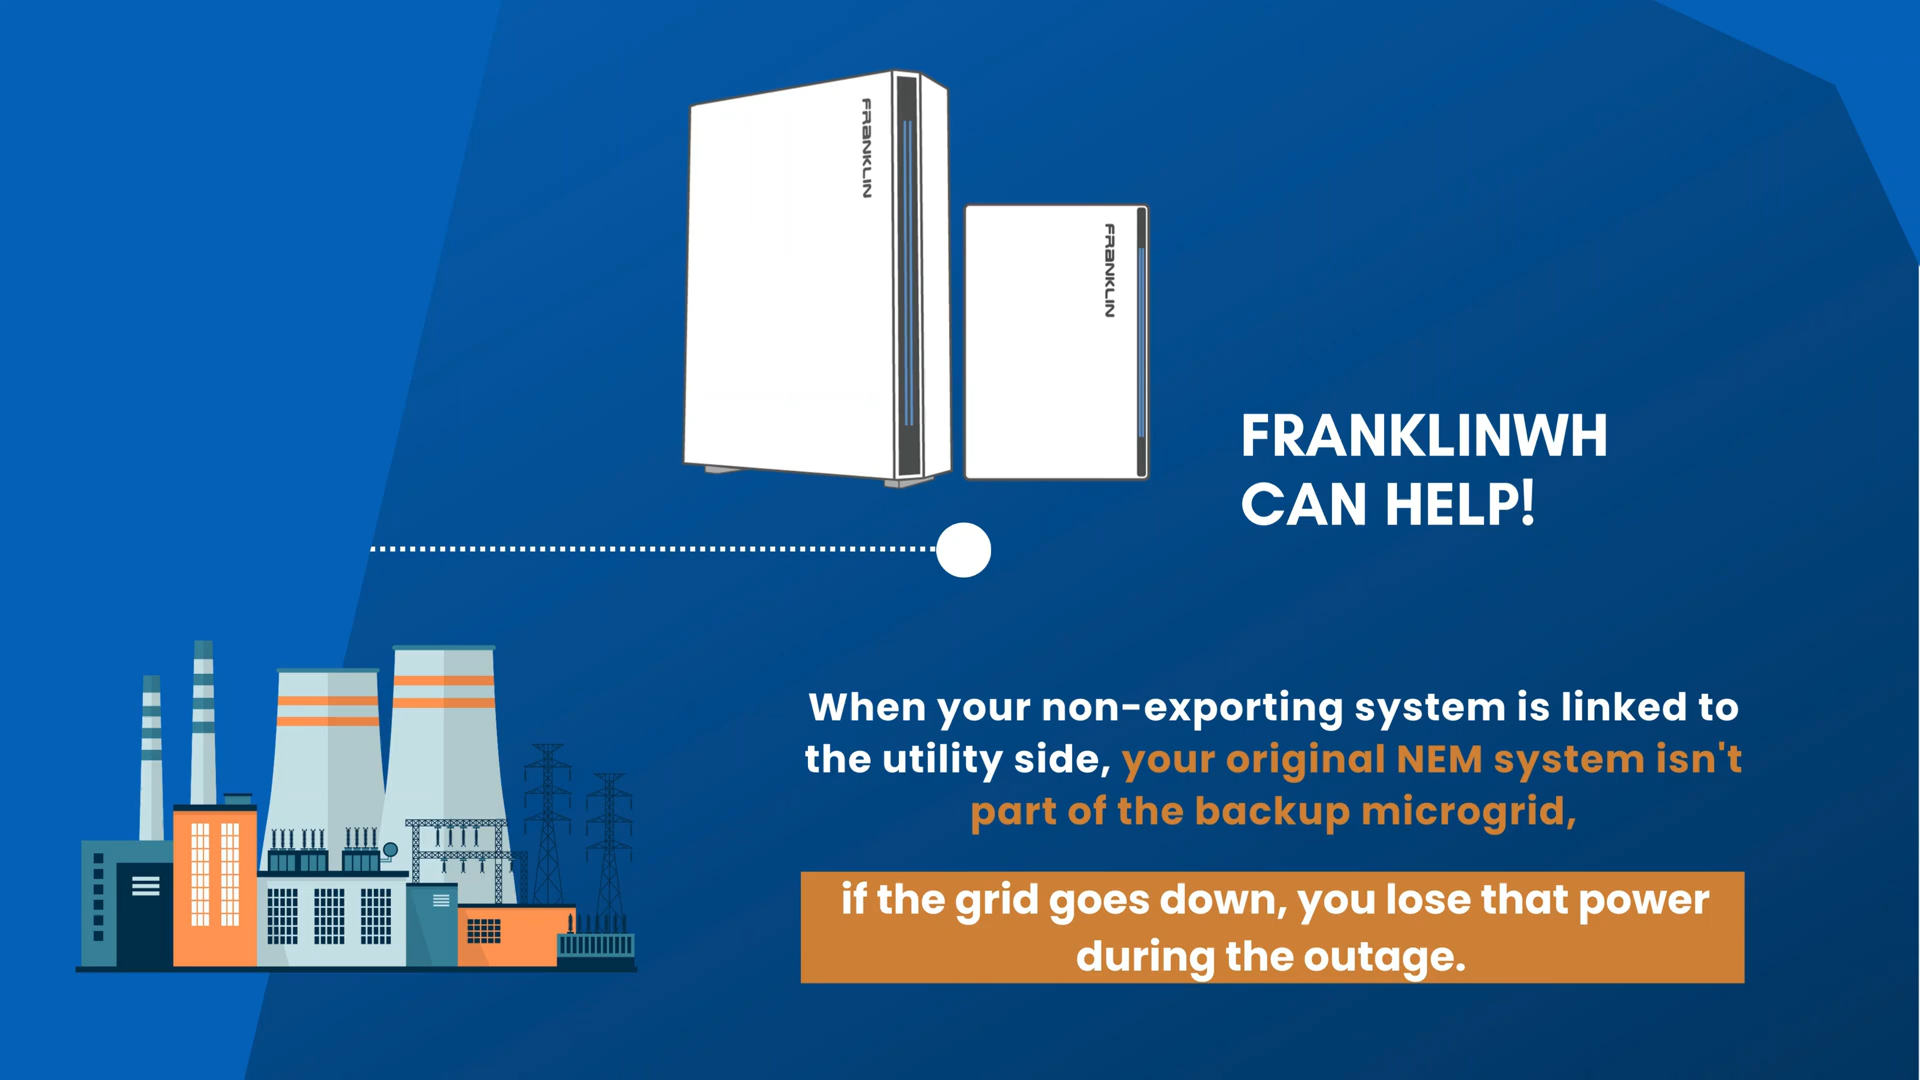 FRANKLIN
FRANKLIN
FRANKLINWH
CAN HELP!
When your non-exporting system is linked to
the utility side, your original NEM system isn't
part of the backup microgrid,
if the grid goes down, you lose that power
during the outage.